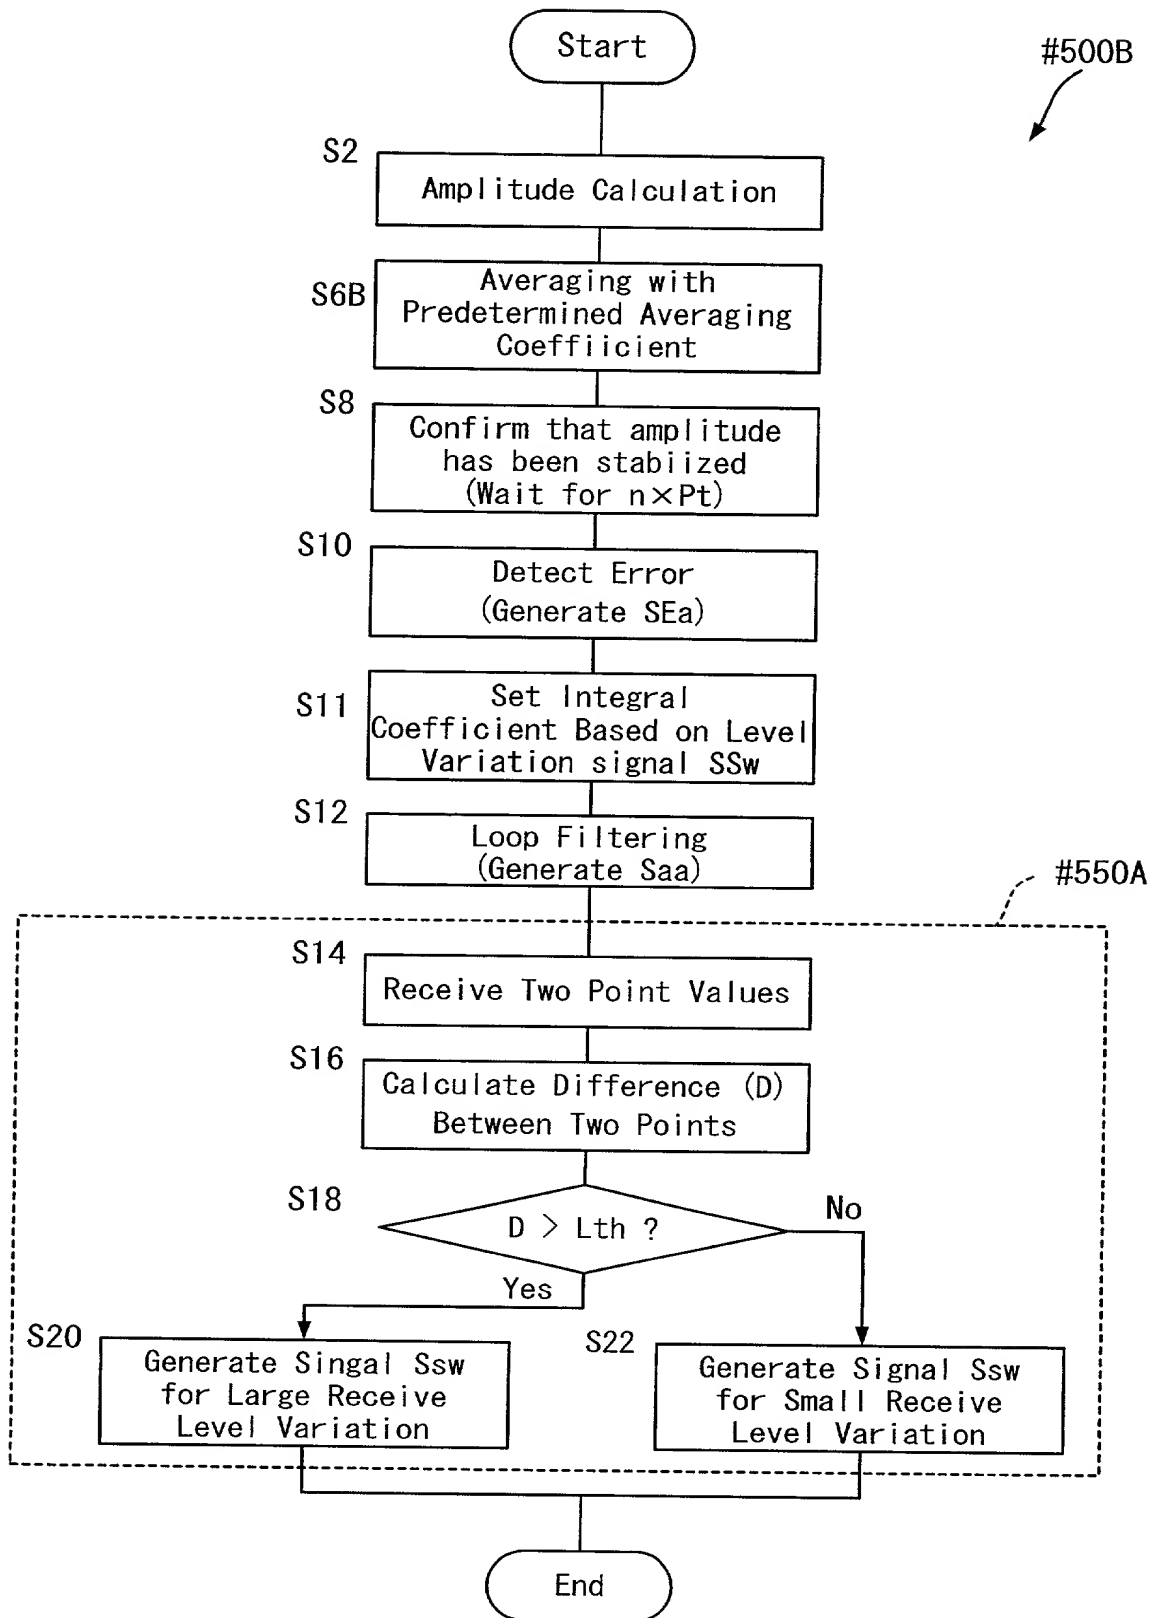 Start
#500B
S2
Amplitude Calculation
S6B
Averaging with
Predetermined Averaging
Coeffiicient
S8
Confirm that amplitude
has been stabiized
(Wait for n×Pt)
S10
Detect Error
(Generate SEa)
S11
Set Integral
Coefficient Based on Level
Variation signal SSw
S12
Loop Filtering
(Generate Saa)
#550A
S14
Receive Two Point Values
S16
Calculate Difference (D)
Between Two Points
S18
D > Lth ?
No
Yes
S20
Generate Singal Ssw
for Large Receive
Level Variation
S22
Generate Signal Ssw
for Small Receive
Level Variation
End